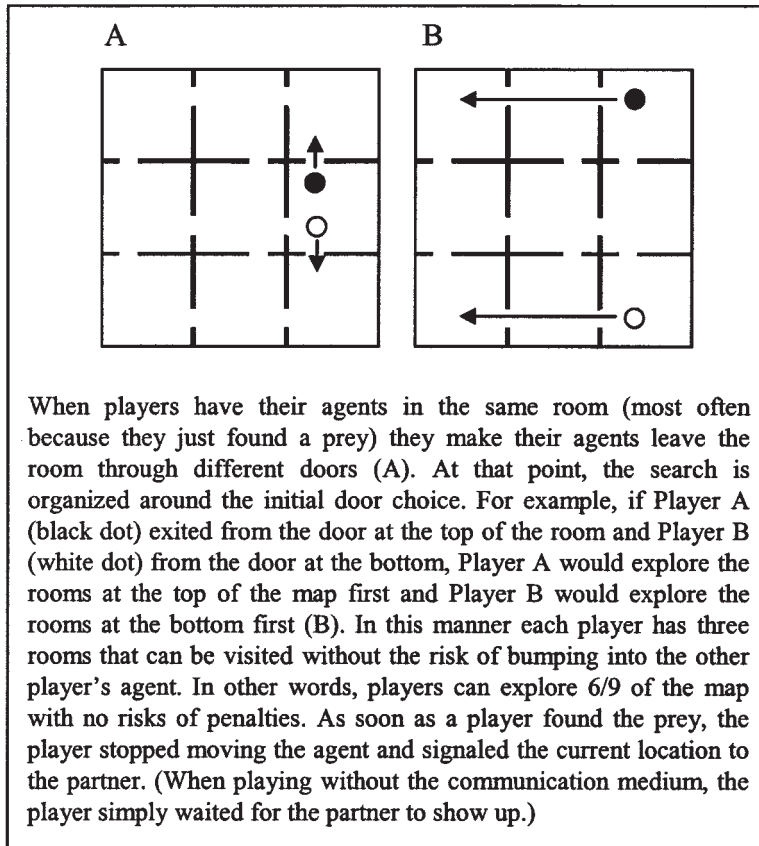 A
B
When players have their agents in the same room (most often
because they just found a prey) they make their agents leave the
room through different doors (A). At that point, the search is
organized around the initial door choice. For example, if Player A
(black dot) exited from the door at the top of the room and Player B
(white dot) from the door at the bottom, Player A would explore the
rooms at the top of the map first and Player B would explore the
rooms at the bottom first (B). In this manner each player has three
rooms that can be visited without the risk of bumping into the other
player's agent. In other words, players can explore 6/9 of the map
with no risks of penalties. As soon as a player found the prey, the
player stopped moving the agent and signaled the current location to
the partner. (When playing without the communication medium, the
player simply waited for the partner to show up.)